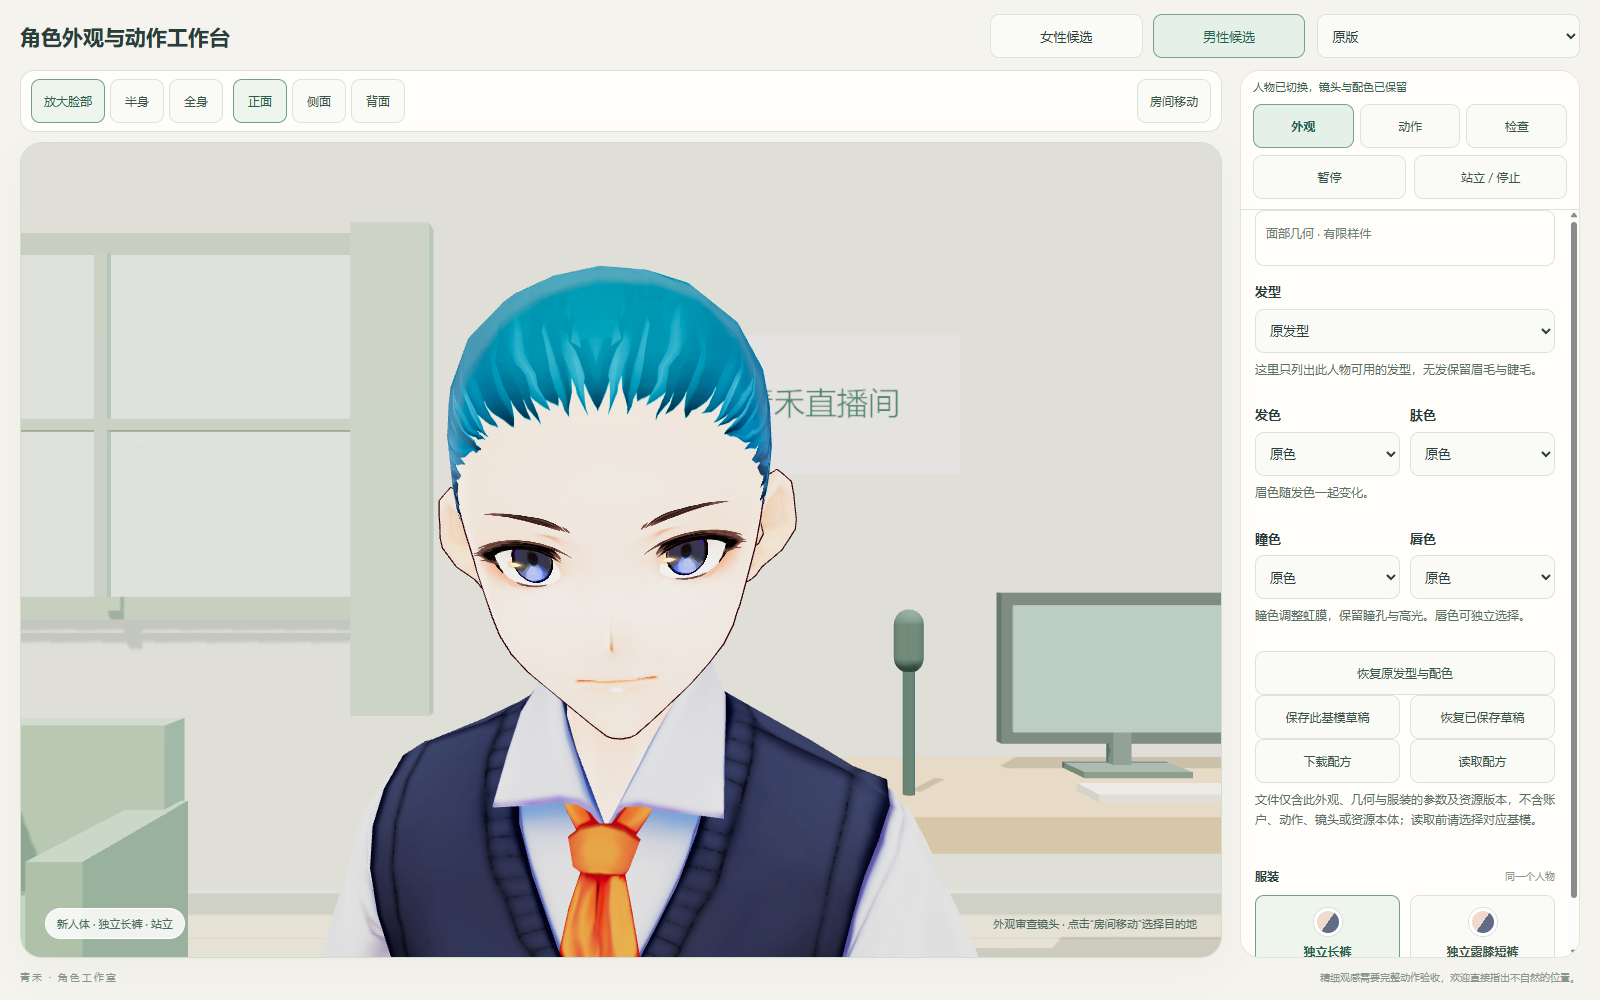 角色外观与动作工作台
女性候选
男性候选
原版
放大脸部
半身
全身
正面
侧面
背面
房间移动
禾直播间
新人体 · 独立长裤 · 站立
外观审查镜头 · 点击“房间移动”选择目的地
人物已切换，镜头与配色已保留
外观
动作
检查
暂停
站立 / 停止
面部几何 · 有限样件
发型
原发型
这里只列出此人物可用的发型，无发保留眉毛与睫毛。
发色
肤色
原色
原色
眉色随发色一起变化。
瞳色
唇色
原色
原色
瞳色调整虹膜，保留瞳孔与高光。唇色可独立选择。
恢复原发型与配色
保存此基模草稿
恢复已保存草稿
下载配方
读取配方
文件仅含此外观、几何与服装的参数及资源版本，不含账
户、动作、镜头或资源本体；读取前请选择对应基模。
服装
同一个人物
独立长裤
独立露膝短裤
青禾 · 角色工作室
精细观感需要完整动作验收，欢迎直接指出不自然的位置。